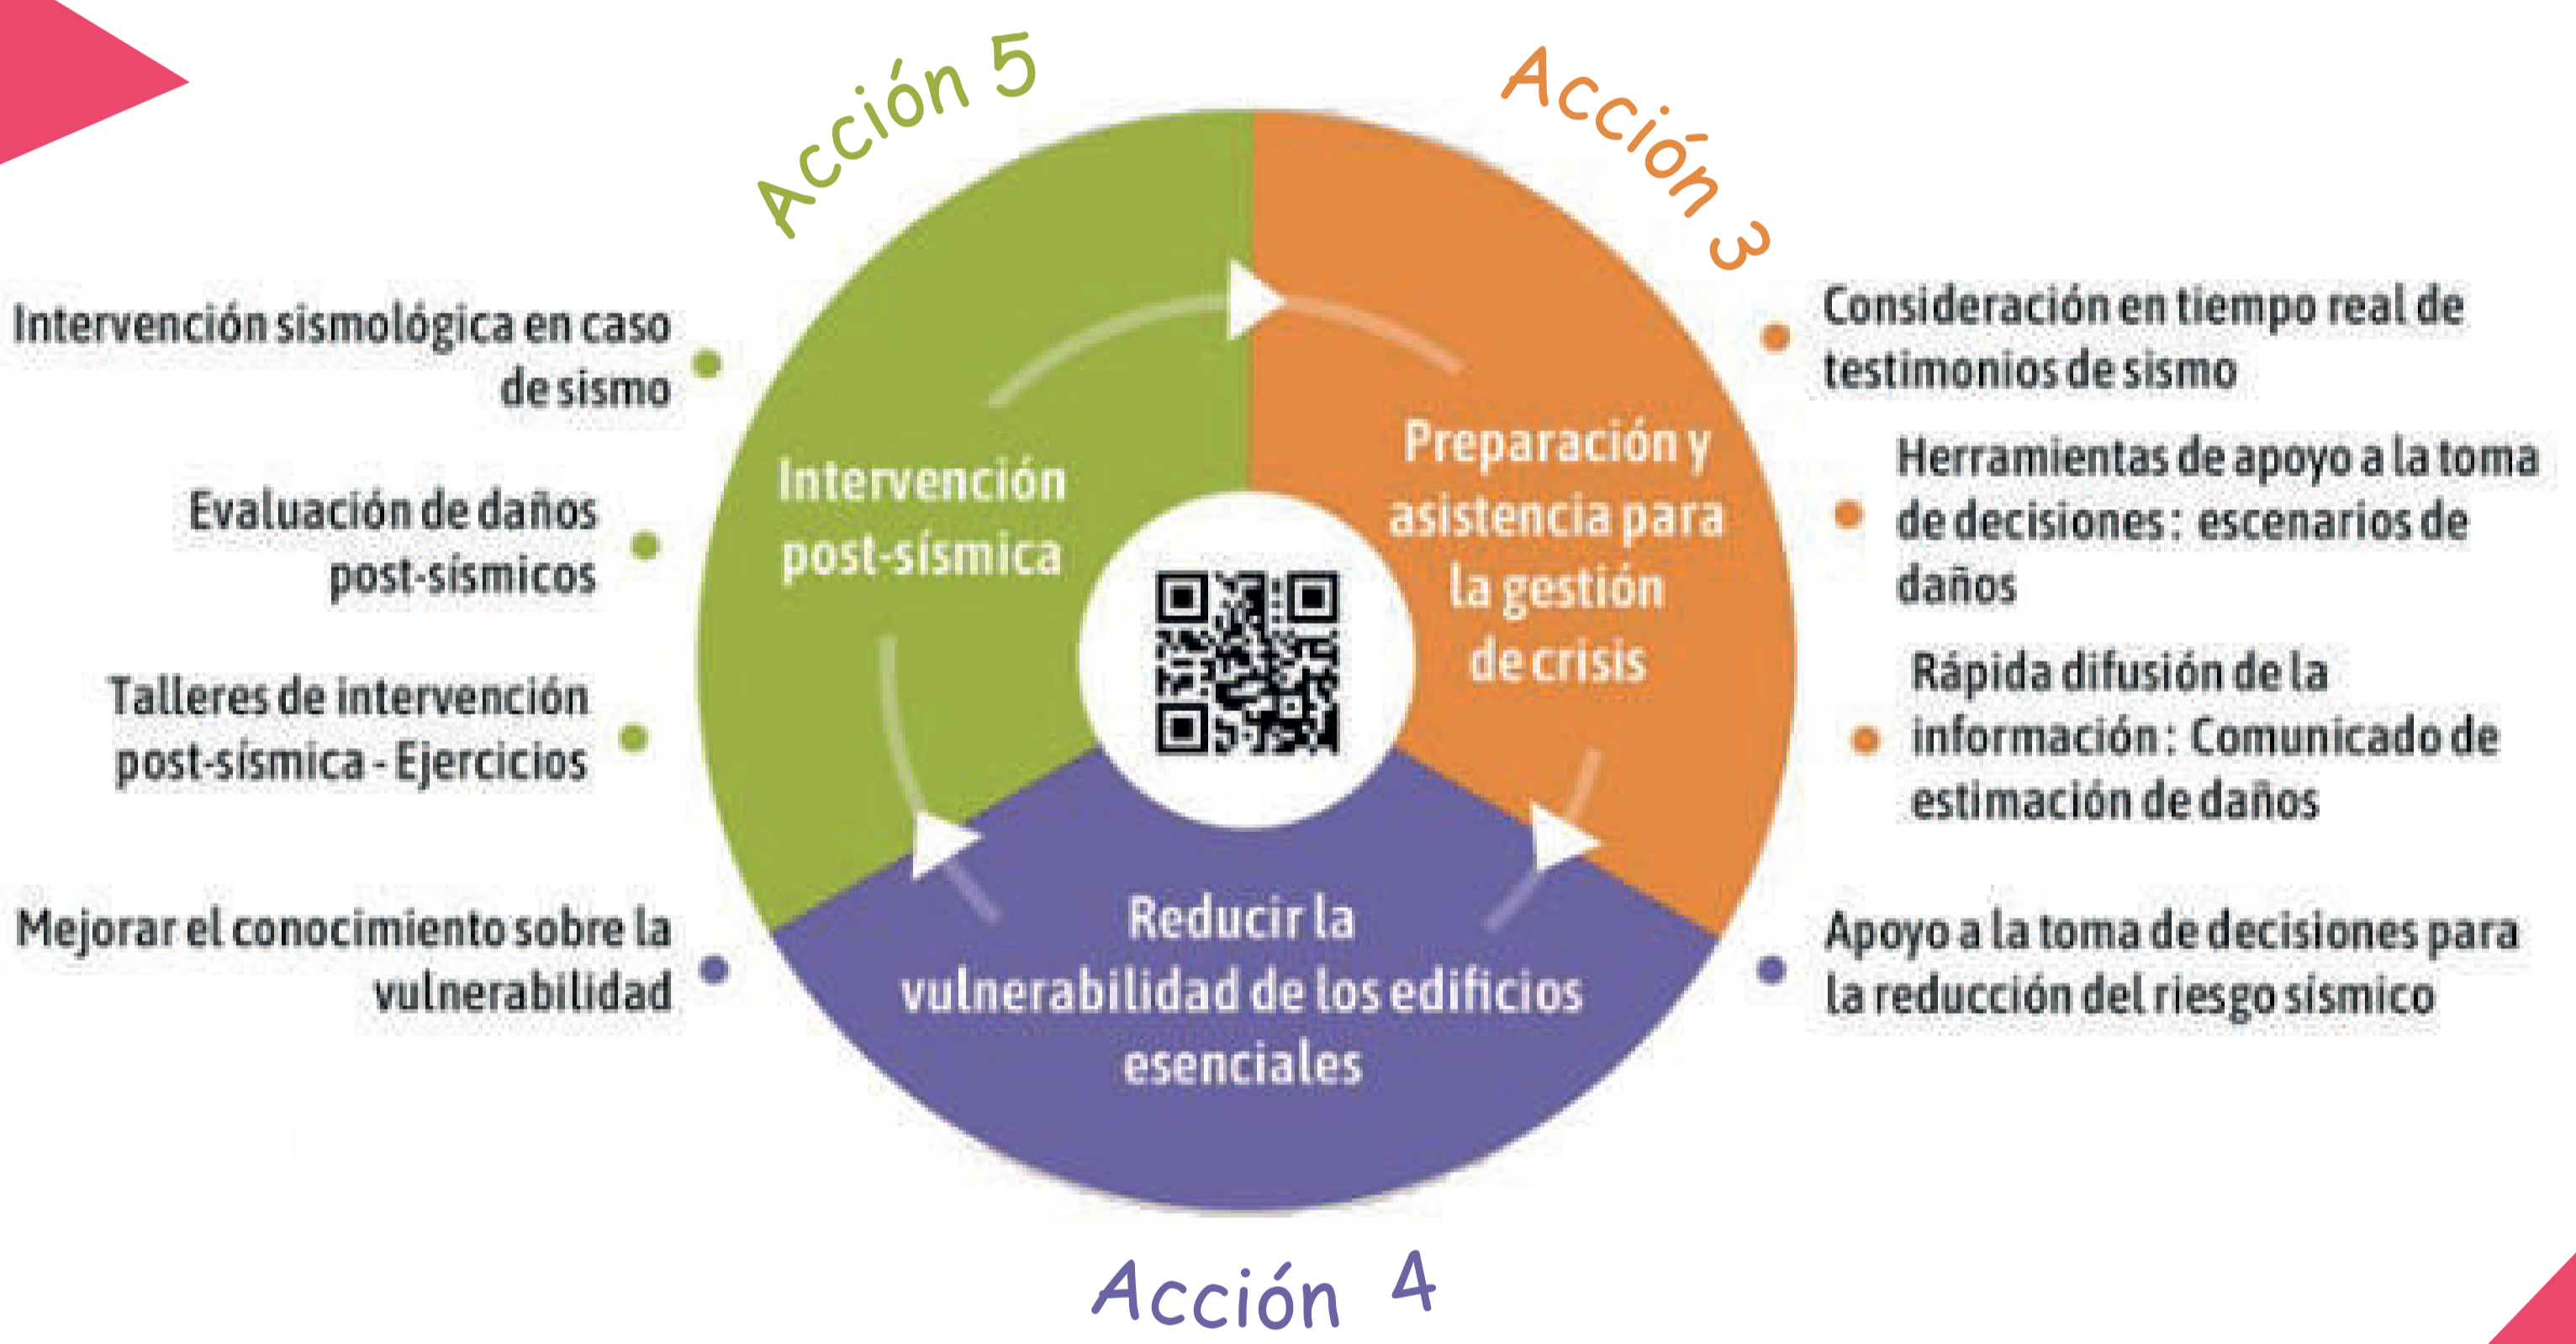 Acción 5
Acción 3
Intervención sismológica en caso
de sismo
Evaluación de daños
post-sísmicos
Talleres de intervención
post-sísmica - Ejercicios
Mejorar el conocimiento sobre la
vulnerabilidad
Intervención
post-sísmica
Preparación y
asistencia para
la gestión
de crisis
Reducir la
vulnerabilidad de los edificios
esenciales
Consideración en tiempo real de
testimonios de sismo
Herramientas de apoyo a la toma
de decisiones : escenarios de
daños
Rápida difusión de la
información : Comunicado de
estimación de daños
Apoyo a la toma de decisiones para
la reducción del riesgo sísmico
Acción 4